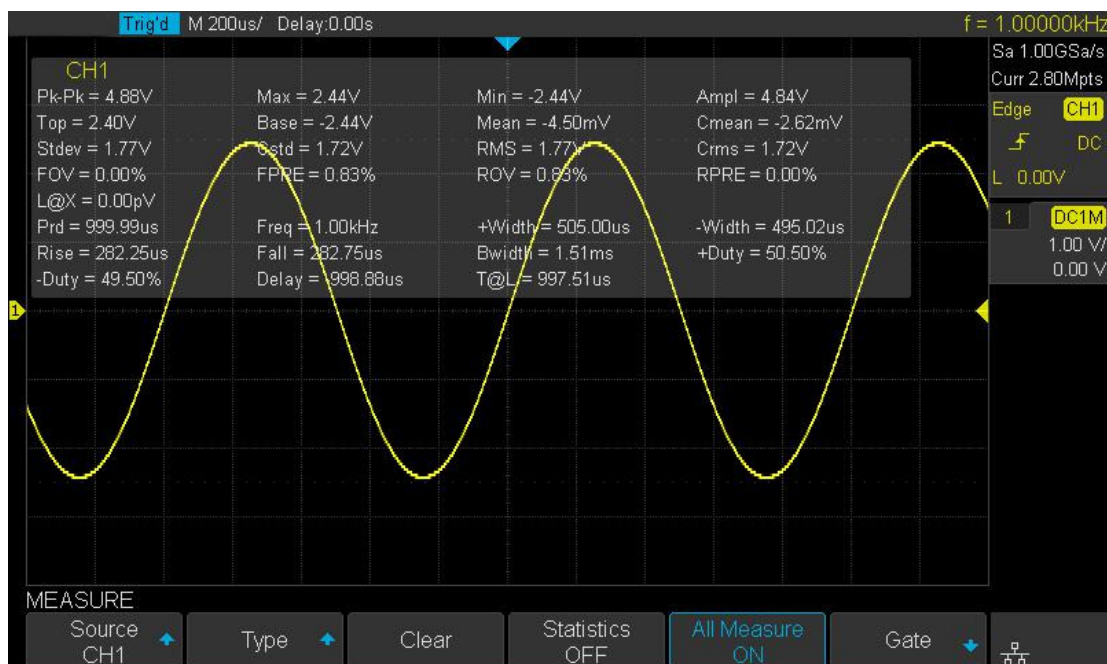 Trig'd M 200us/ Delay:0.00s f = 1.00000kHz
Sa 1.00GSa/s
Curr 2.80Mpts
Edge CH1
DC
L 0.00V
1 DC1M
1.00 V/
0.00 V
CH1
Pk-Pk = 4.88V Max = 2.44V Min = -2.44V Ampl = 4.84V
Top = 2.40V Base = -2.44V Mean = -4.50mV Cmean = -2.62mV
Stdev = 1.77V Cstd = 1.72V RMS = 1.77V Crms = 1.72V
FOV = 0.00% FPRE = 0.83% ROV = 0.83% RPRE = 0.00%
L@X = 0.00pV
Prd = 999.99us Freq = 1.00kHz +Width = 505.00us -Width = 495.02us
Rise = 282.25us Fall = 282.75us Bwidth = 1.51ms +Duty = 50.50%
-Duty = 49.50% Delay = -998.88us T@L = 997.51us
1
MEASURE
Source
CH1
Type
Clear
Statistics
OFF
All Measure
ON
Gate